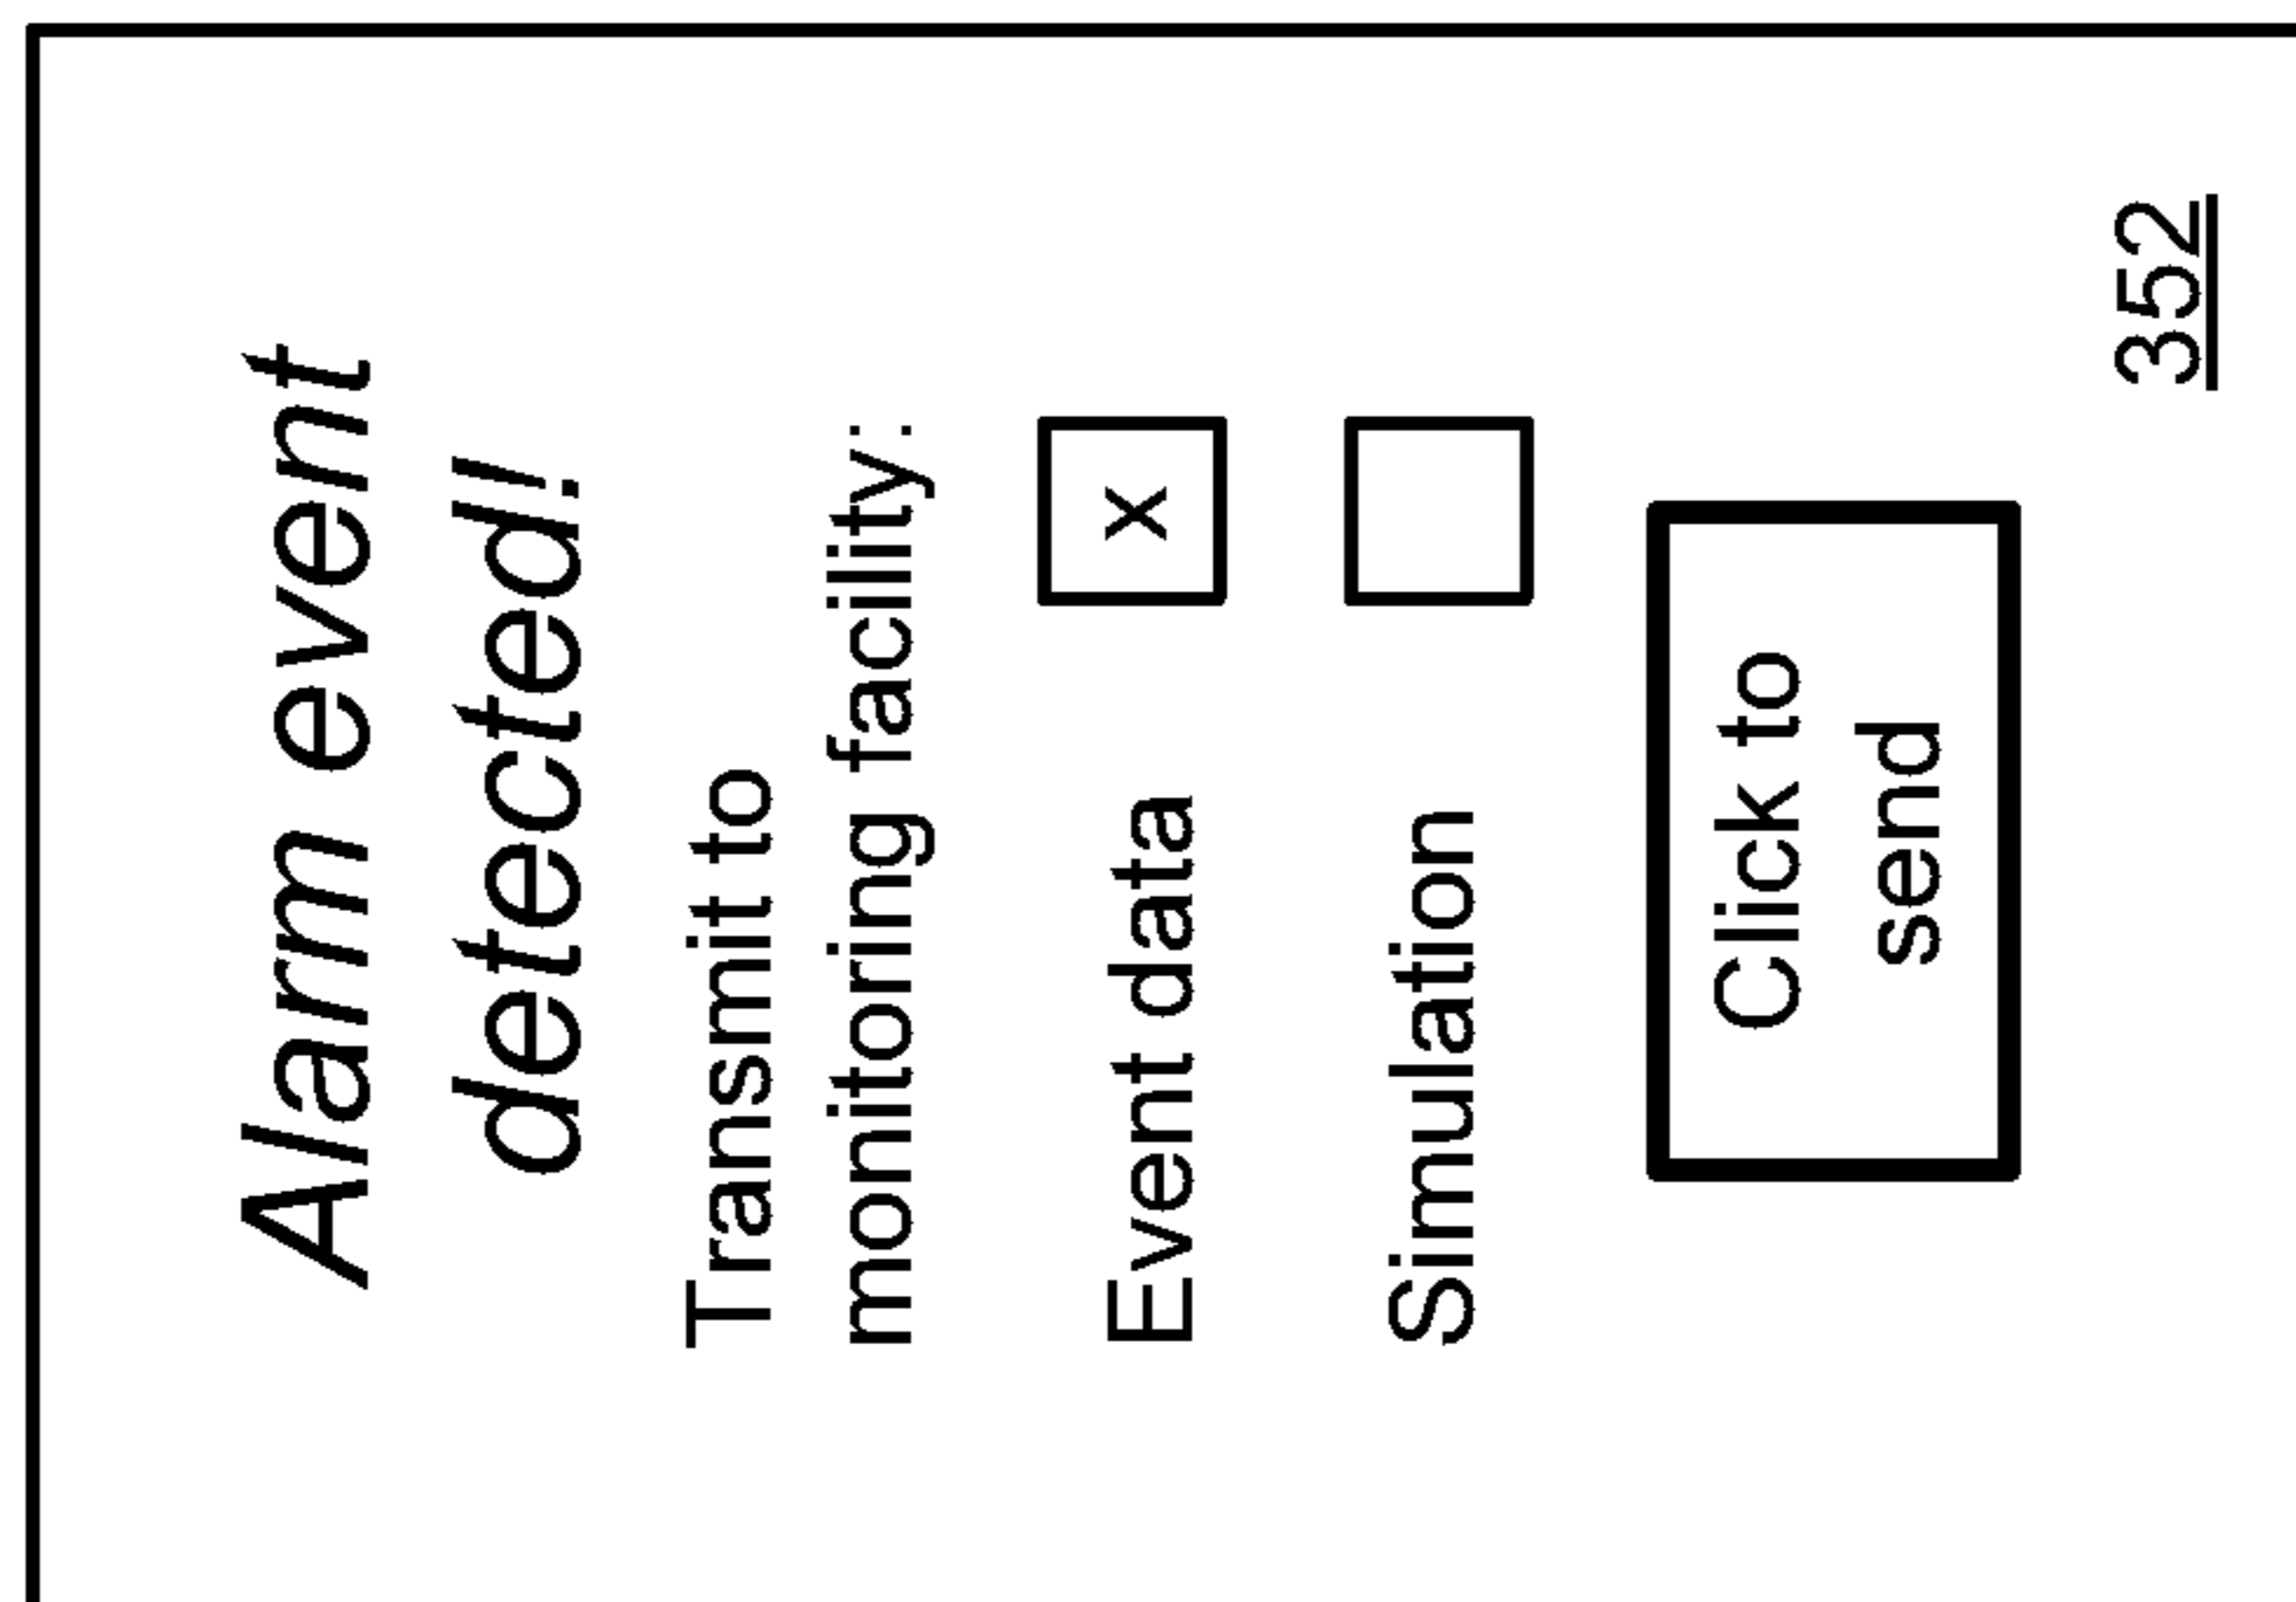 Alarm event
detected!
Transmit to
monitoring facility:
Event data x
Simulation
Click to
send
352